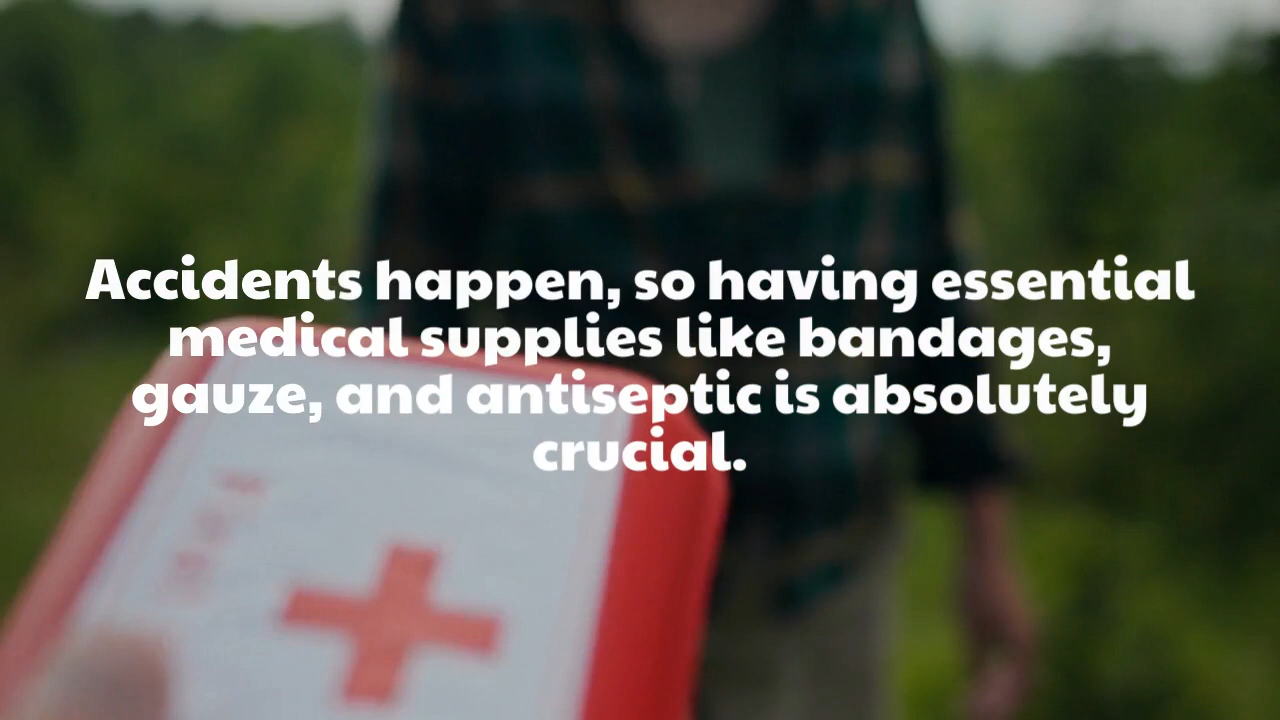 Accidents happen, so having essential
medical supplies like bandages,
gauze, and antiseptic is absolutely
crucial.